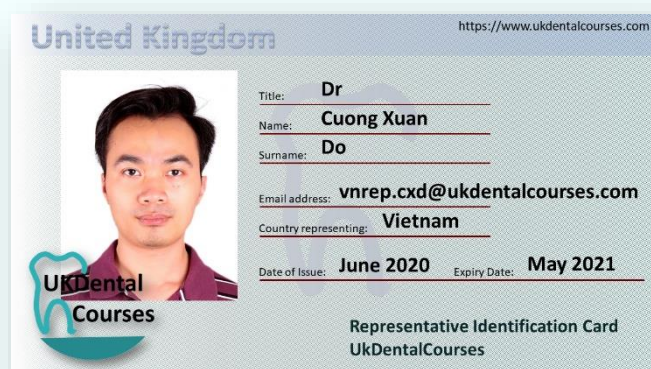 United Kingdom
https://www.ukdentalcourses.com
Title: Dr
Name: Cuong Xuan
Surname: Do
Email address: vnrep.cxd@ukdentalcourses.com
Country representing: Vietnam
Date of Issue: June 2020 Expiry Date: May 2021
UKDental
Courses
Representative Identification Card
UkDentalCourses